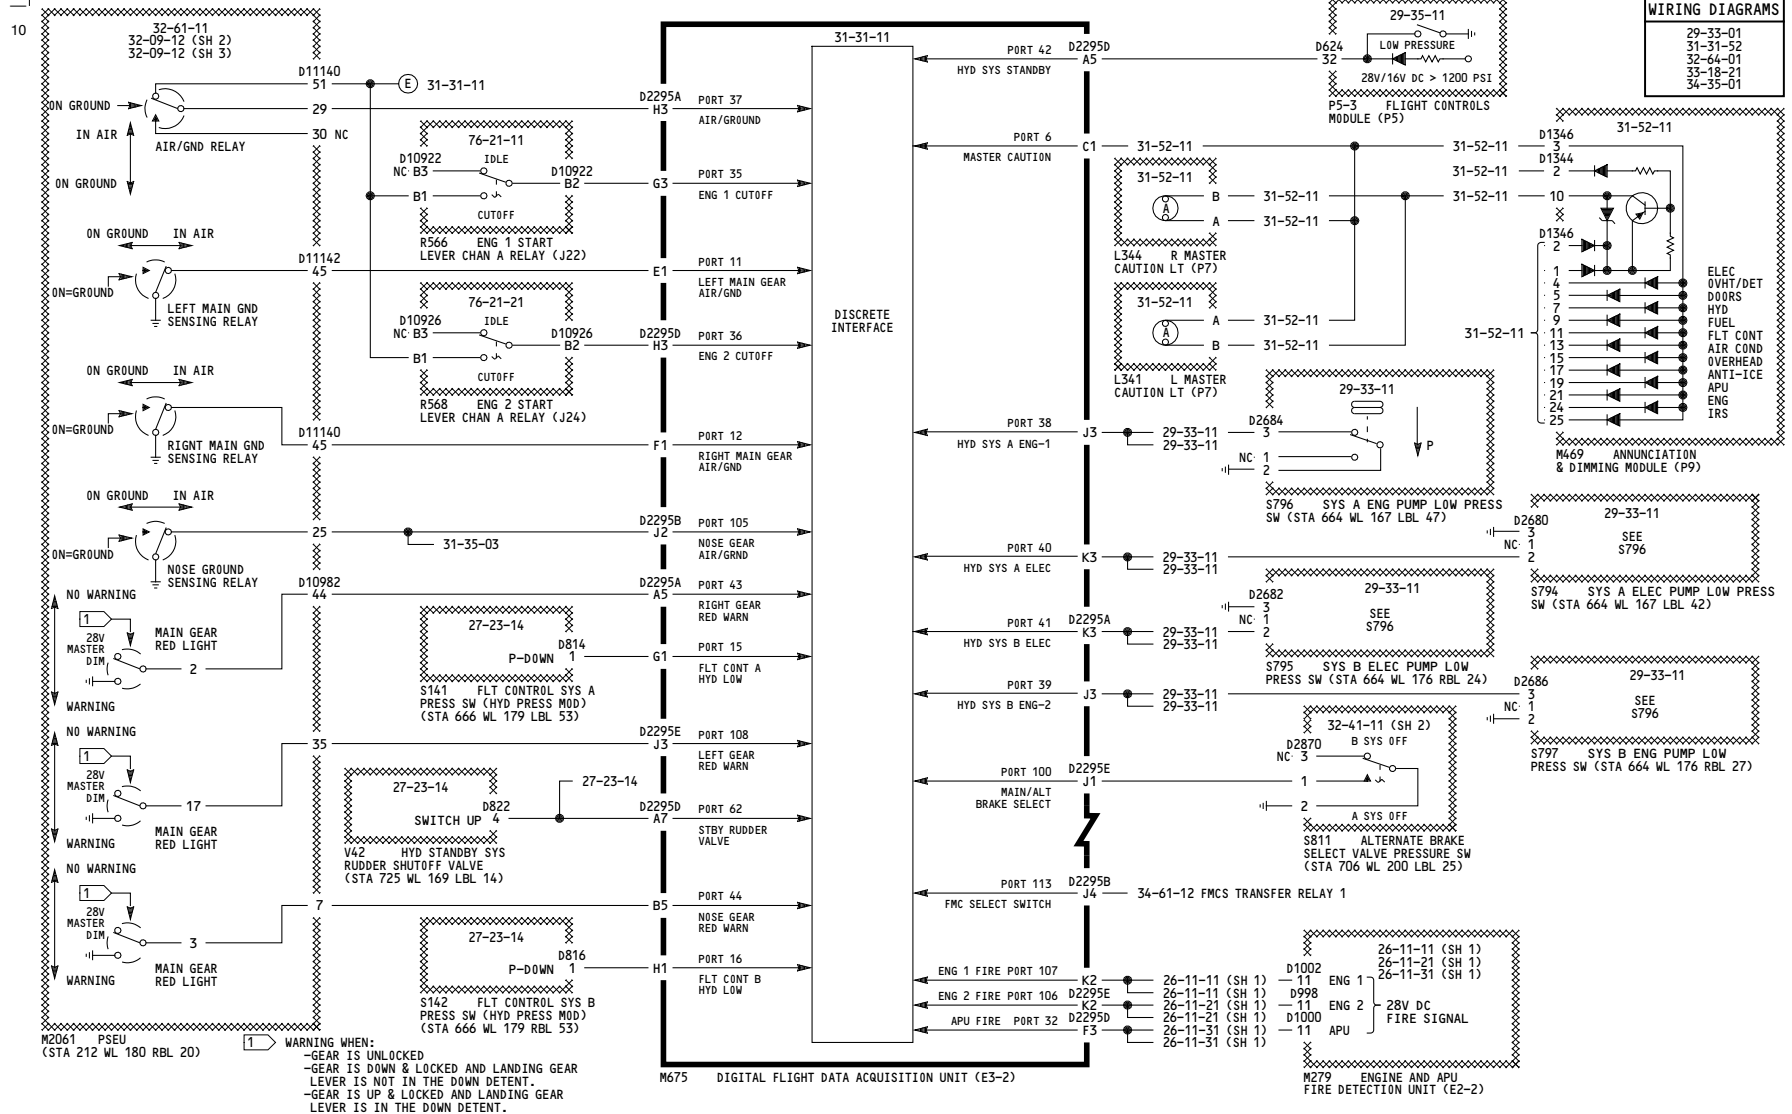 10
WIRING DIAGRAMS
29-33-01
31-31-52
32-64-01
33-18-21
34-35-01
32-61-11
32-09-12 (SH 2)
32-09-12 (SH 3)
ON GROUND
IN AIR
ON GROUND
AIR/GND RELAY
D11140
51
29
30 NC
E
31-31-11
ON GROUND IN AIR
ON=GROUND
LEFT MAIN GND
SENSING RELAY
D11142
45
ON GROUND IN AIR
ON=GROUND
RIGHT MAIN GND
SENSING RELAY
D11140
45
ON GROUND IN AIR
ON=GROUND
NOSE GROUND
SENSING RELAY
25
31-35-03
NO WARNING
1
28V
MASTER
DIM
MAIN GEAR
RED LIGHT
2
WARNING
D10982
44
NO WARNING
1
28V
MASTER
DIM
17
MAIN GEAR
RED LIGHT
WARNING
35
NO WARNING
1
28V
MASTER
DIM
3
MAIN GEAR
RED LIGHT
WARNING
7
M2061 PSEU
(STA 212 WL 180 RBL 20)
1 WARNING WHEN:
-GEAR IS UNLOCKED
-GEAR IS DOWN & LOCKED AND LANDING GEAR
LEVER IS NOT IN THE DOWN DETENT.
-GEAR IS UP & LOCKED AND LANDING GEAR
LEVER IS IN THE DOWN DETENT.
76-21-11
D10922
NC B3
IDLE
D10922
B2
B1
CUTOFF
R566 ENG 1 START
LEVER CHAN A RELAY (J22)
76-21-21
D10926
NC B3
IDLE
D10926
B2
B1
CUTOFF
R568 ENG 2 START
LEVER CHAN A RELAY (J24)
27-23-14
D814
P-DOWN 1
S141 FLT CONTROL SYS A
PRESS SW (HYD PRESS MOD)
(STA 666 WL 179 LBL 53)
27-23-14
27-23-14
D822
SWITCH UP 4
V42 HYD STANDBY SYS
RUDDER SHUTOFF VALVE
(STA 725 WL 169 LBL 14)
27-23-14
D816
P-DOWN 1
S142 FLT CONTROL SYS B
PRESS SW (HYD PRESS MOD)
(STA 666 WL 179 RBL 53)
31-31-11
DISCRETE
INTERFACE
D2295A
H3
PORT 37
AIR/GROUND
G3
PORT 35
ENG 1 CUTOFF
E1
PORT 11
LEFT MAIN GEAR
AIR/GND
D2295D
H3
PORT 36
ENG 2 CUTOFF
F1
PORT 12
RIGHT MAIN GEAR
AIR/GND
D2295B
J2
PORT 105
NOSE GEAR
AIR/GRND
D2295A
A5
PORT 43
RIGHT GEAR
RED WARN
G1
PORT 15
FLT CONT A
HYD LOW
D2295E
J3
PORT 108
LEFT GEAR
RED WARN
D2295D
A7
PORT 62
STBY RUDDER
VALVE
B5
PORT 44
NOSE GEAR
RED WARN
H1
PORT 16
FLT CONT B
HYD LOW
M675 DIGITAL FLIGHT DATA ACQUISITION UNIT (E3-2)
PORT 42
HYD SYS STANDBY
D2295D
A5
PORT 6
MASTER CAUTION
C1
31-52-11
PORT 38
HYD SYS A ENG-1
J3
29-33-11
29-33-11
PORT 40
HYD SYS A ELEC
K3
29-33-11
29-33-11
PORT 41
HYD SYS B ELEC
D2295A
K3
29-33-11
29-33-11
PORT 39
HYD SYS B ENG-2
J3
29-33-11
29-33-11
PORT 100
MAIN/ALT
BRAKE SELECT
D2295E
J1
PORT 113
FMC SELECT SWITCH
D2295B
J4
34-61-12 FMCS TRANSFER RELAY 1
ENG 1 FIRE PORT 107
K2
26-11-11 (SH 1)
26-11-11 (SH 1)
ENG 2 FIRE PORT 106
D2295E
K2
26-11-21 (SH 1)
26-11-21 (SH 1)
APU FIRE PORT 32
D2295D
F3
26-11-31 (SH 1)
26-11-31 (SH 1)
29-35-11
D624
32
LOW PRESSURE
28V/16V DC > 1200 PSI
P5-3 FLIGHT CONTROLS
MODULE (P5)
31-52-11
A
B 31-52-11
A 31-52-11
L344 R MASTER
CAUTION LT (P7)
31-52-11
A
A 31-52-11
B 31-52-11
L341 L MASTER
CAUTION LT (P7)
31-52-11
31-52-11
31-52-11
D1346
3
D1344
2
10
31-52-11
D1346
2
1
4
5
7
9
11
13
15
17
19
21
24
25
31-52-11
ELEC
OVHT/DET
DOORS
HYD
FUEL
FLT CONT
AIR COND
OVERHEAD
ANTI-ICE
APU
ENG
IRS
M469 ANNUNCIATION
& DIMMING MODULE (P9)
29-33-11
D2684
3
NC 1
2
P
S796 SYS A ENG PUMP LOW PRESS
SW (STA 664 WL 167 LBL 47)
29-33-11
D2680
3
NC 1
2
SEE
S796
S794 SYS A ELEC PUMP LOW PRESS
SW (STA 664 WL 167 LBL 42)
29-33-11
D2682
3
NC 1
2
SEE
S796
S795 SYS B ELEC PUMP LOW
PRESS SW (STA 664 WL 176 RBL 24)
29-33-11
D2686
3
NC 1
2
SEE
S796
S797 SYS B ENG PUMP LOW
PRESS SW (STA 664 WL 176 RBL 27)
32-41-11 (SH 2)
B SYS OFF
D2870
NC 3
1
2
A SYS OFF
S811 ALTERNATE BRAKE
SELECT VALVE PRESSURE SW
(STA 706 WL 200 LBL 25)
26-11-11 (SH 1)
26-11-21 (SH 1)
26-11-31 (SH 1)
D1002
11 ENG 1
D998
11 ENG 2
D1000
11 APU
28V DC
FIRE SIGNAL
M279 ENGINE AND APU
FIRE DETECTION UNIT (E2-2)